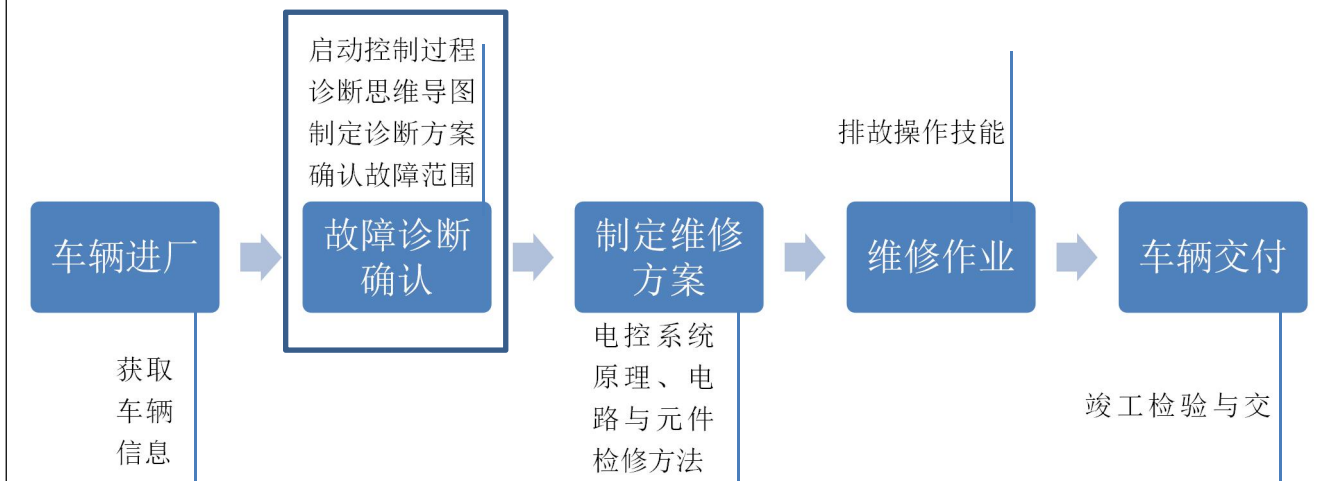 启动控制过程
诊断思维导图
制定诊断方案
确认故障范围
排故操作技能
车辆进厂
故障诊断
确认
制定维修
方案
维修作业
车辆交付
获取
车辆
信息
电控系统
原理、电
路与元件
检修方法
竣工检验与交